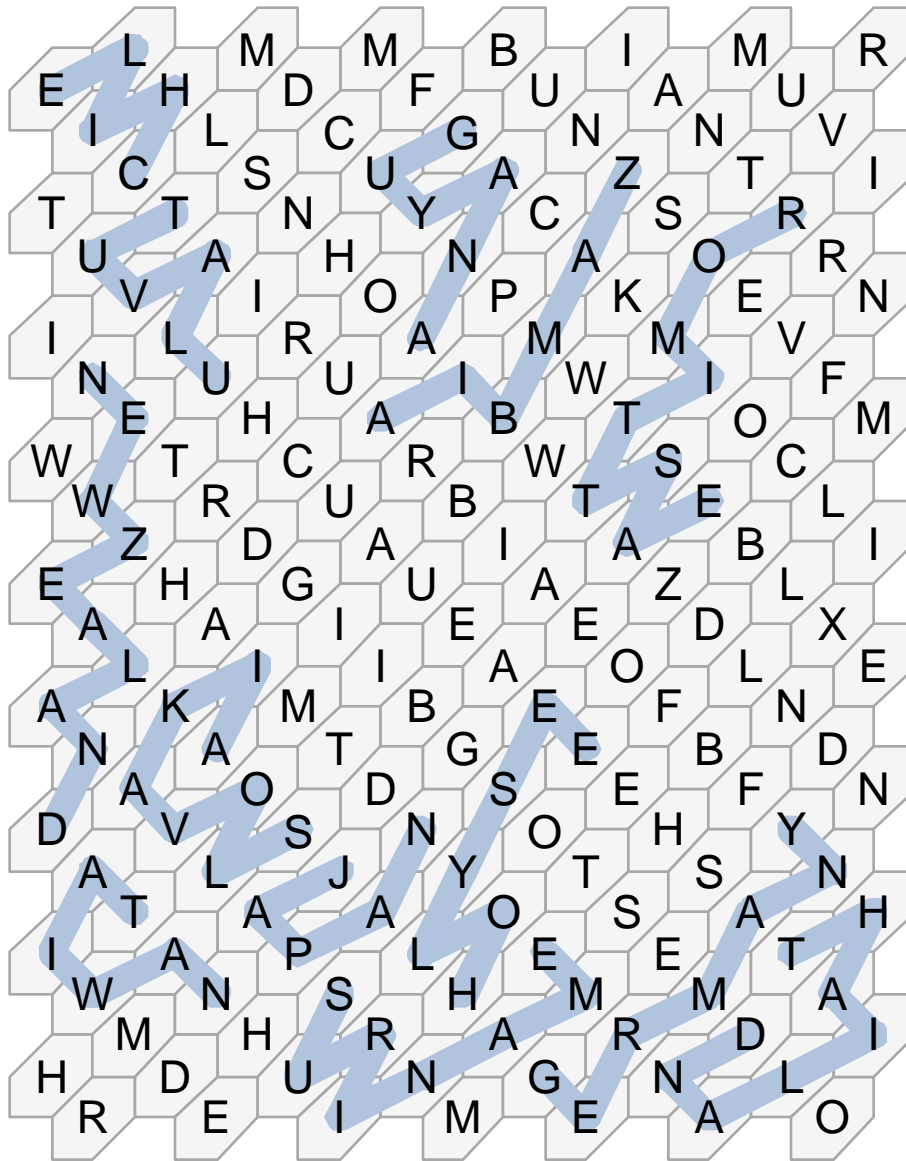 L M M B I M R
E H D F U A U
I L C G N N V
C S U A Z T I
T T N Y C S R
U A H N A O R
V I O P K E N
I L R A M M V
N U U I W I F
E H A B T O M
W T C R W S C
W R U B T E L
Z D A I A B I
E H G U A Z L
A A I E E D X
L I I A O L E
A K M B E F N
N A T G E B D
A O D S E F N
D V S N O H Y
A L J Y T S N
T A A O S A H
I A P L E E T
W N S H M M A
M H R A R D I
H D U N G N L
R E I M E A O